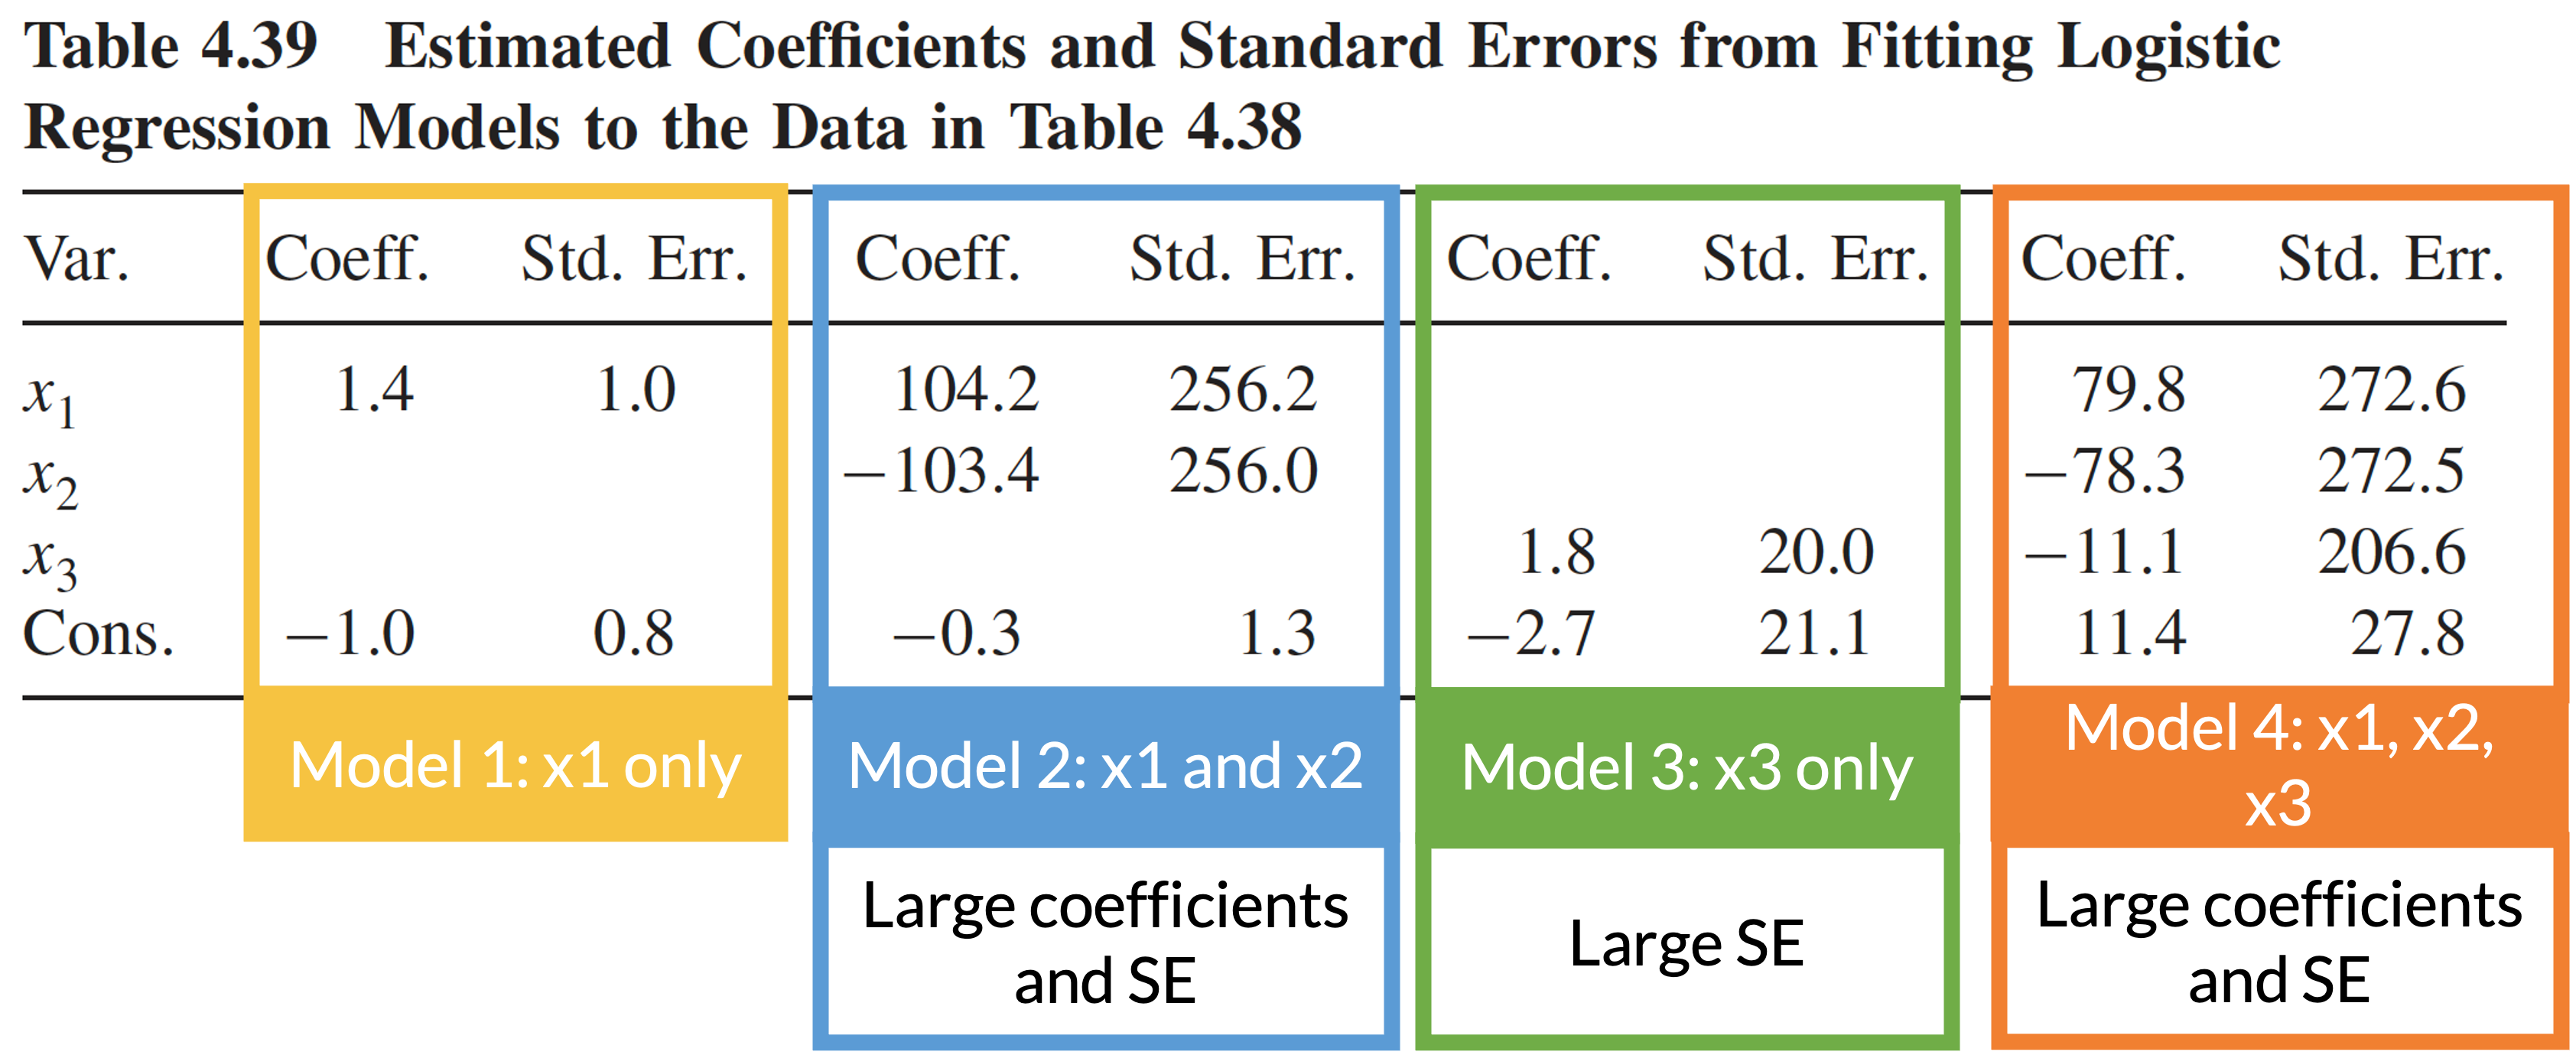 Table 4.39 Estimated Coefficients and Standard Errors from Fitting Logistic
Regression Models to the Data in Table 4.38
Var. Coeff. Std. Err. Coeff. Std. Err. Coeff. Std. Err. Coeff. Std. Err.
x1 1.4 1.0 104.2 256.2 79.8 272.6
x2 −103.4 256.0 −78.3 272.5
x3 1.8 20.0 −11.1 206.6
Cons. −1.0 0.8 −0.3 1.3 −2.7 21.1 11.4 27.8
Model 1: x1 only
Model 2: x1 and x2
Model 3: x3 only
Model 4: x1, x2,
x3
Large coefficients
and SE
Large SE
Large coefficients
and SE